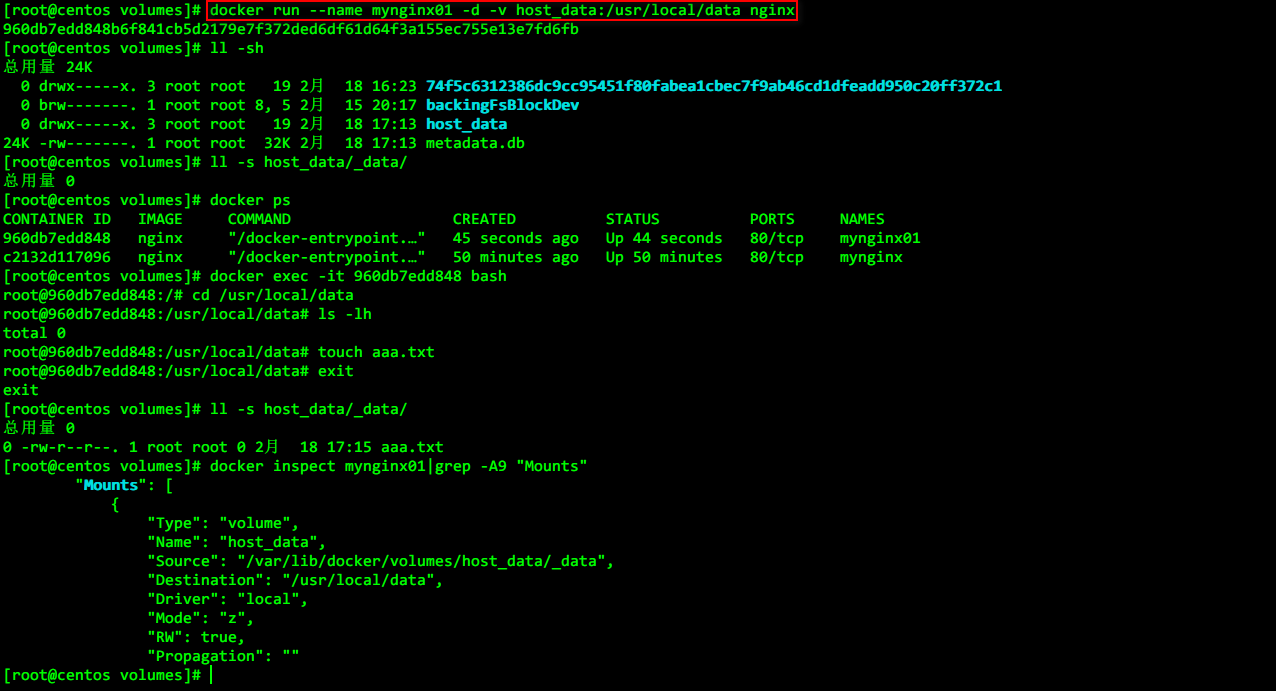 [root@centos volumes]# docker run --name mynginx01 -d -v host_data:/usr/local/data nginx
960db7edd848b6f841cb5d2179e7f372ded6df61d64f3a155ec755e13e7fd6fb
[root@centos volumes]# ll -sh
总用量 24K
  0 drwx-----x. 3 root root   19 2月  18 16:23 74f5c6312386dc9cc95451f80fabea1cbec7f9ab46cd1dfeadd950c20ff372c1
  0 brw-------. 1 root root 8, 5 2月  15 20:17 backingFsBlockDev
  0 drwx-----x. 3 root root   19 2月  18 17:13 host_data
24K -rw-------. 1 root root  32K 2月  18 17:13 metadata.db
[root@centos volumes]# ll -s host_data/_data/
总用量 0
[root@centos volumes]# docker ps
CONTAINER ID   IMAGE     COMMAND                  CREATED          STATUS          PORTS     NAMES
960db7edd848   nginx     "/docker-entrypoint.…"   45 seconds ago   Up 44 seconds   80/tcp    mynginx01
c2132d117096   nginx     "/docker-entrypoint.…"   50 minutes ago   Up 50 minutes   80/tcp    mynginx
[root@centos volumes]# docker exec -it 960db7edd848 bash
root@960db7edd848:/# cd /usr/local/data
root@960db7edd848:/usr/local/data# ls -lh
total 0
root@960db7edd848:/usr/local/data# touch aaa.txt
root@960db7edd848:/usr/local/data# exit
exit
[root@centos volumes]# ll -s host_data/_data/
总用量 0
0 -rw-r--r--. 1 root root 0 2月  18 17:15 aaa.txt
[root@centos volumes]# docker inspect mynginx01|grep -A9 "Mounts"
        "Mounts": [
            {
                "Type": "volume",
                "Name": "host_data",
                "Source": "/var/lib/docker/volumes/host_data/_data",
                "Destination": "/usr/local/data",
                "Driver": "local",
                "Mode": "z",
                "RW": true,
                "Propagation": ""
[root@centos volumes]#